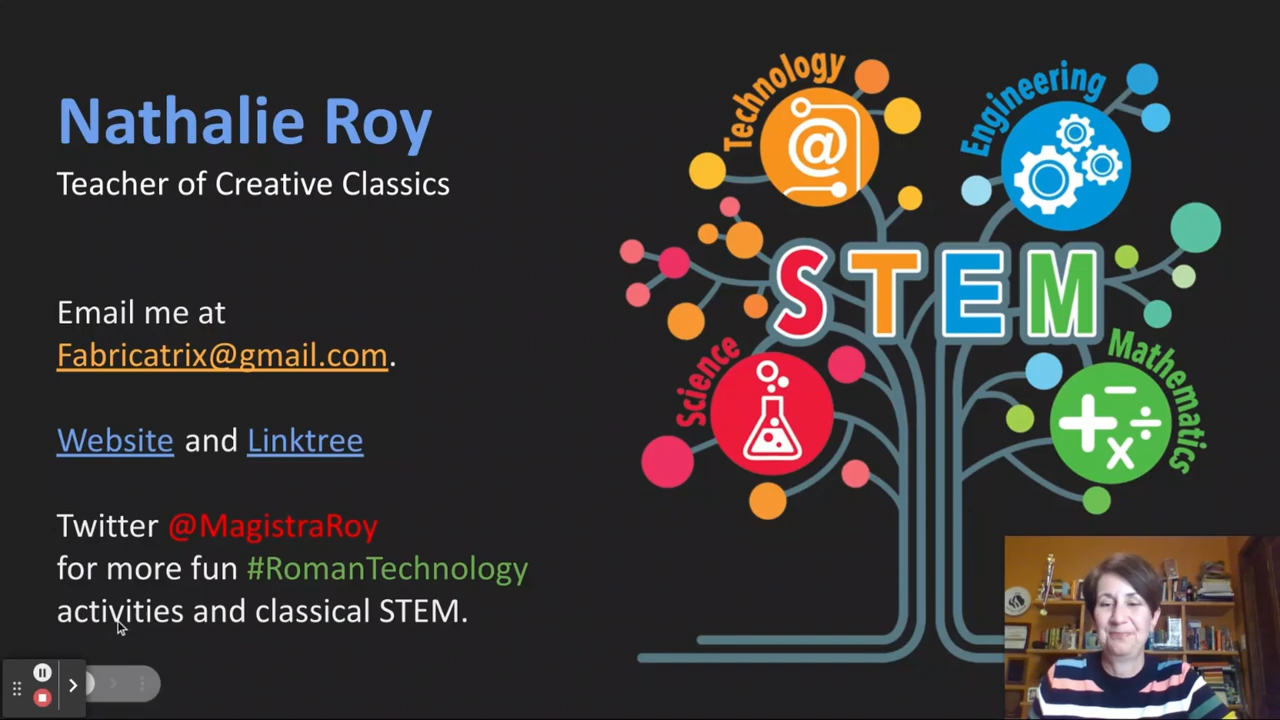 Nathalie Roy
Teacher of Creative Classics
Email me at
Fabricatrix@gmail.com.
Website and Linktree
Twitter @MagistraRoy
for more fun #RomanTechnology
activities and classical STEM.
Technology
@
Engineering
STEM
Science
Mathematics